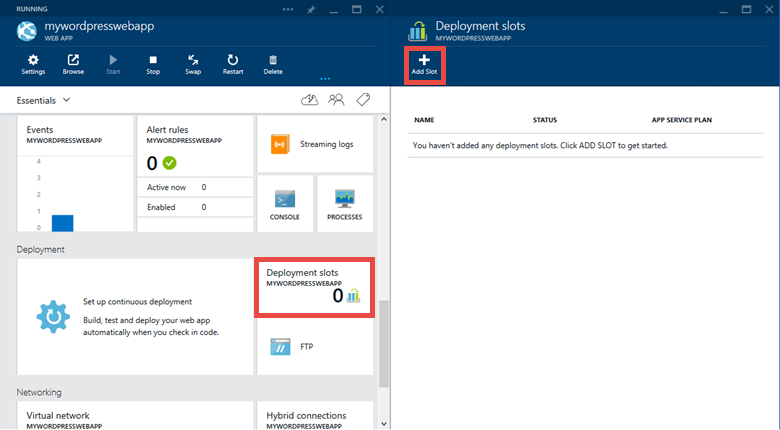 RUNNING
mywordpresswebapp
WEB APP
Settings
Browse
Start
Stop
Swap
Restart
Delete
Essentials
Events
MYWORDPRESSWEBAPP
4
3
2
1
0
Alert rules
MYWORDPRESSWEBAPP
0
Active now 0
Enabled 0
Streaming logs
CONSOLE
PROCESSES
Deployment
Set up continuous deployment
Build, test and deploy your web app
automatically when you check in code.
Deployment slots
MYWORDPRESSWEBAPP
0
FTP
Networking
Virtual network
MYWORDPRESSWEBAPP
Hybrid connections
MYWORDPRESSWEBAPP
Deployment slots
MYWORDPRESSWEBAPP
Add Slot
NAME STATUS APP SERVICE PLAN
You haven't added any deployment slots. Click ADD SLOT to get started.